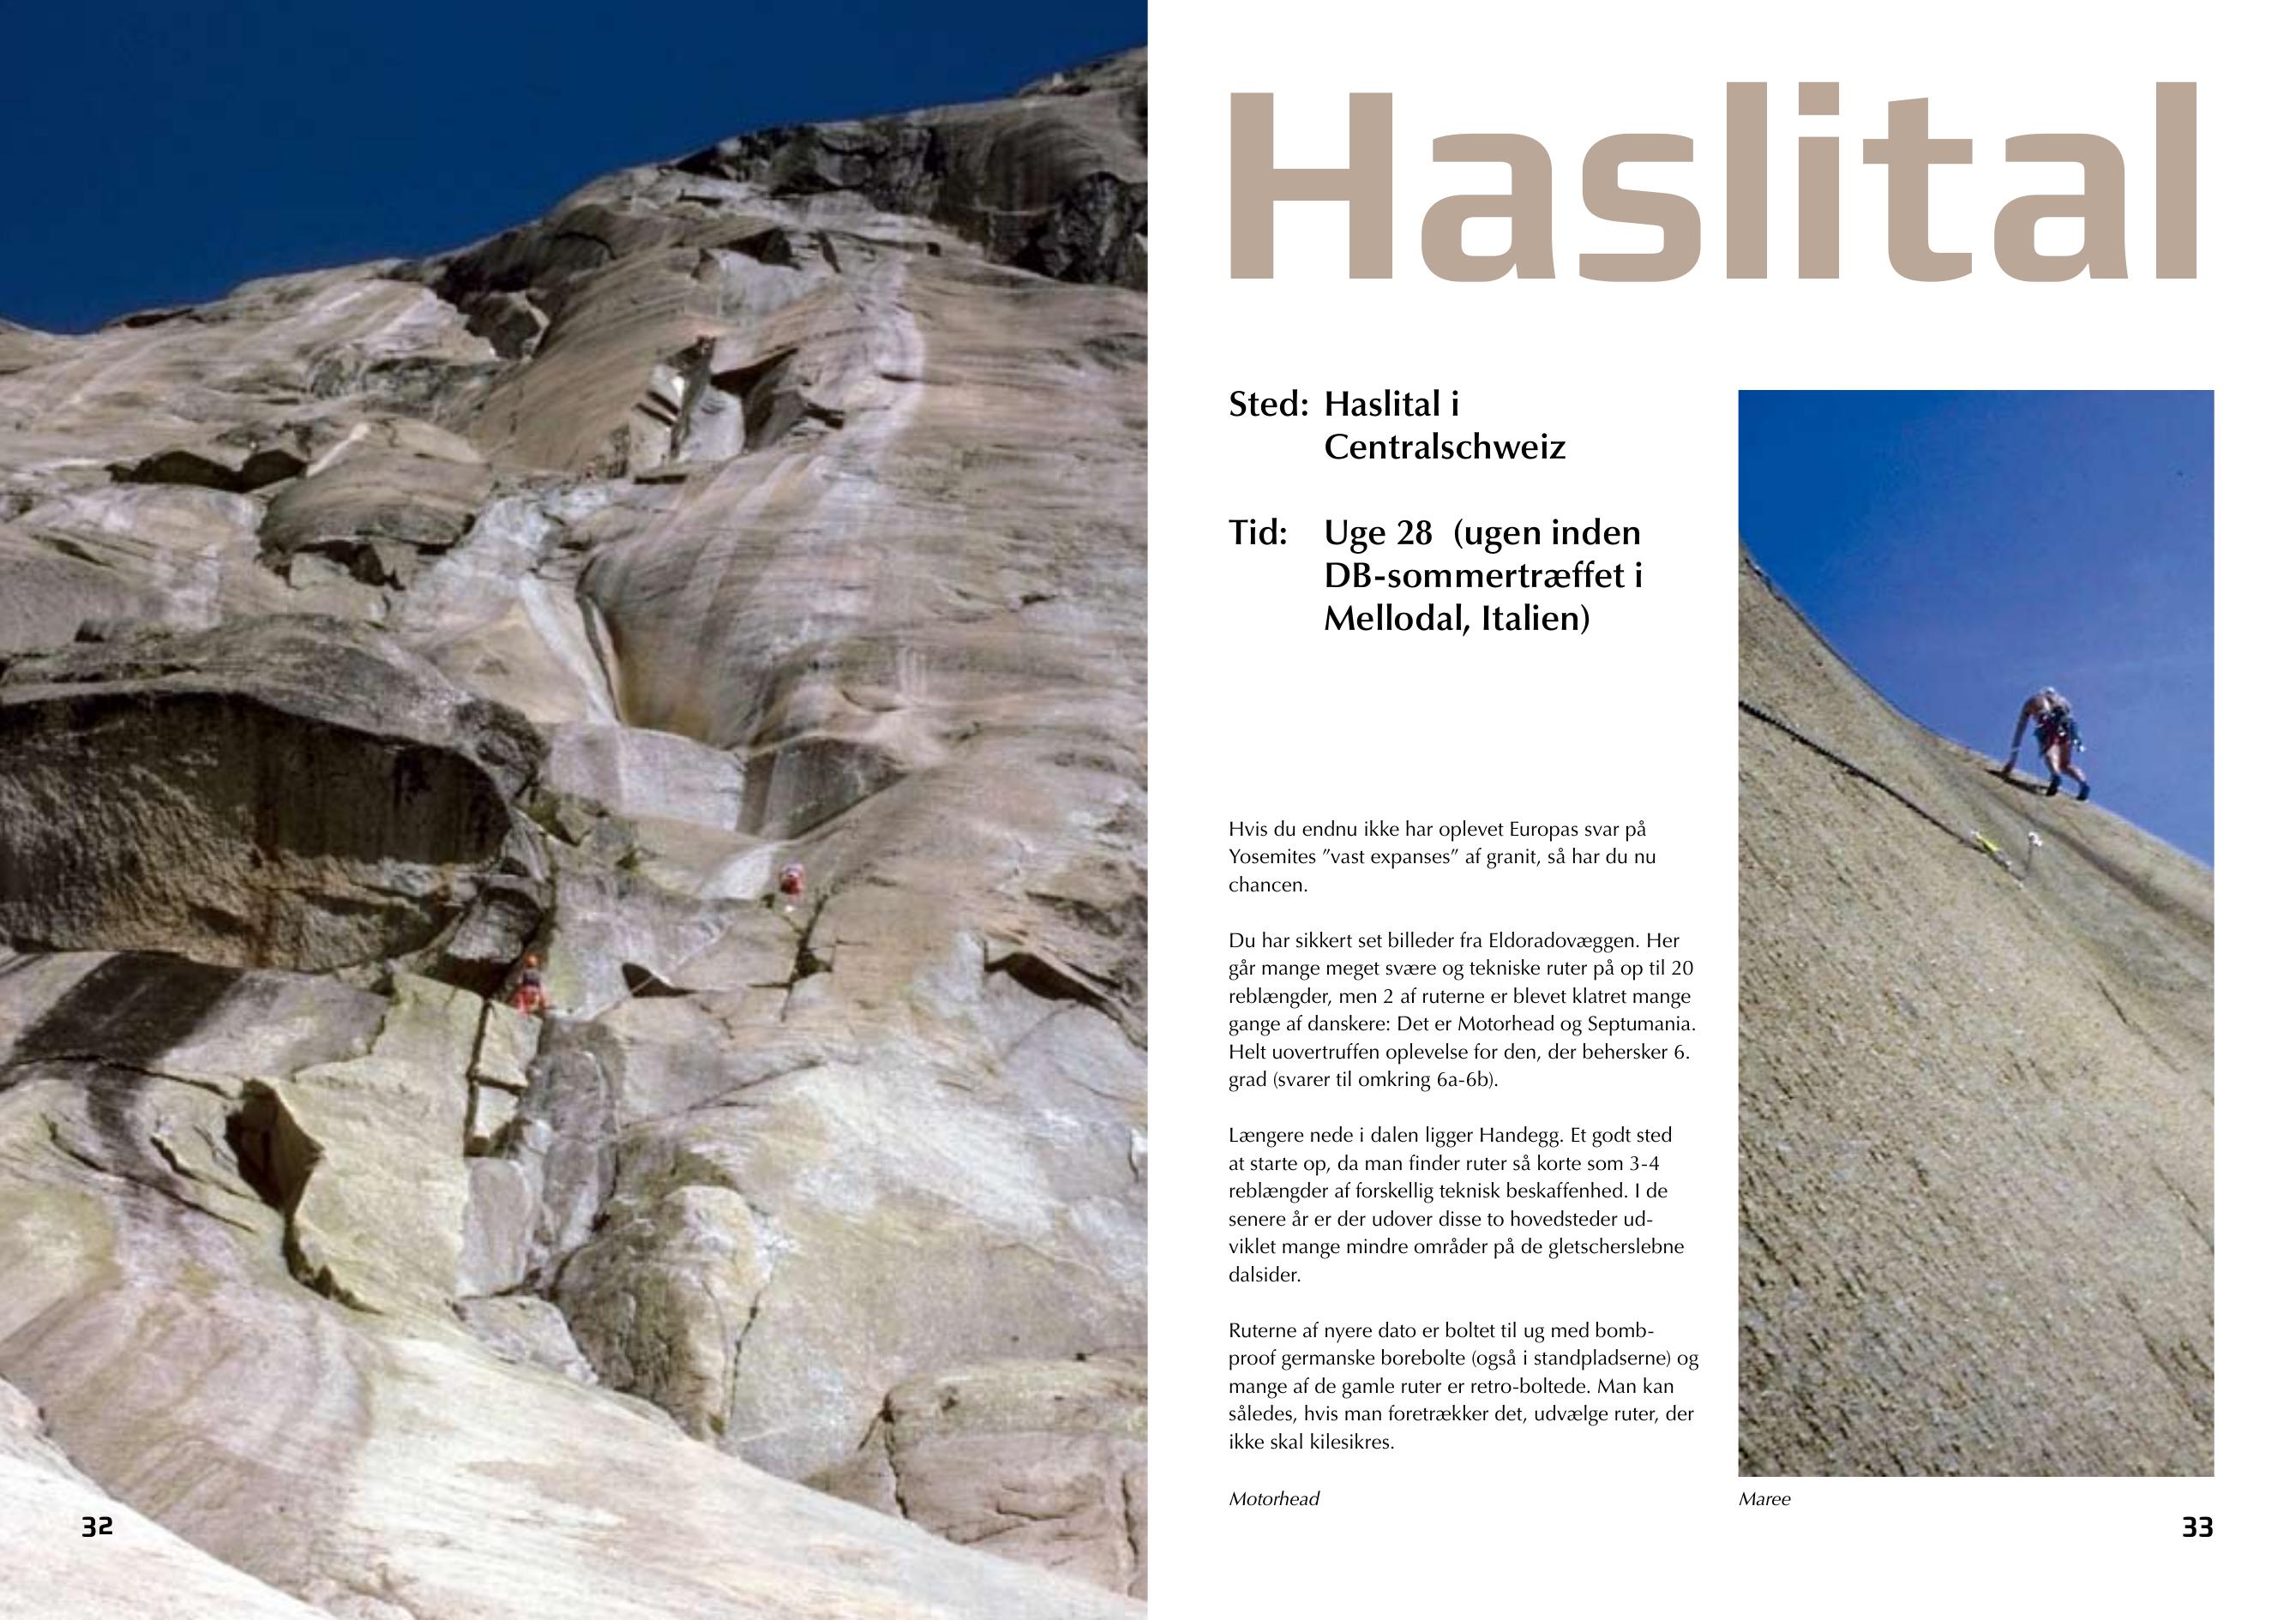 Haslital
Sted: Haslital i
Centralschweiz
Tid: Uge 28 (ugen inden
DB-sommertræffet i
Mellodal, Italien)
Hvis du endnu ikke har oplevet Europas svar på
Yosemites ”vast expanses” af granit, så har du nu
chancen.
Du har sikkert set billeder fra Eldoradovæggen. Her
går mange meget svære og tekniske ruter på op til 20
reblængder, men 2 af ruterne er blevet klatret mange
gange af danskere: Det er Motorhead og Septumania.
Helt uovertruffen oplevelse for den, der behersker 6.
grad (svarer til omkring 6a-6b).
Længere nede i dalen ligger Handegg. Et godt sted
at starte op, da man finder ruter så korte som 3-4
reblængder af forskellig teknisk beskaffenhed. I de
senere år er der udover disse to hovedsteder ud-
viklet mange mindre områder på de gletscherslebne
dalsider.
Ruterne af nyere dato er boltet til ug med bomb-
proof germanske borebolte (også i standpladserne) og
mange af de gamle ruter er retro-boltede. Man kan
således, hvis man foretrækker det, udvælge ruter, der
ikke skal kilesikres.
Motorhead
Maree
32
33